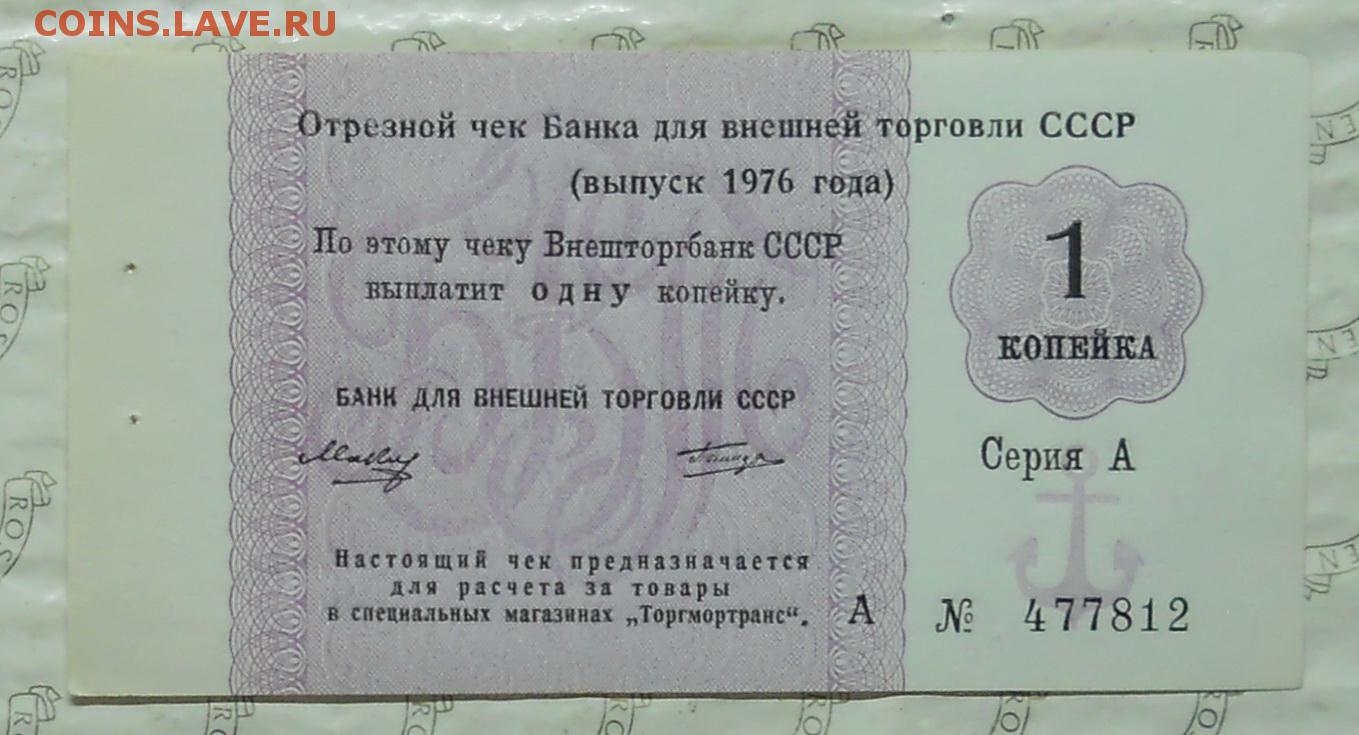 COINS.LAVE.RU
Отрезной чек Банка для внешней торговли СССР
(выпуск 1976 года)
По этому чеку Внешторгбанк СССР
выплатит одну копейку.
1
КОПЕЙКА
БАНК ДЛЯ ВНЕШНЕЙ ТОРГОВЛИ СССР
Серия А
Настоящий чек предназначается
для расчета за товары
в специальных магазинах „Торгмортранс“.
А № 477812